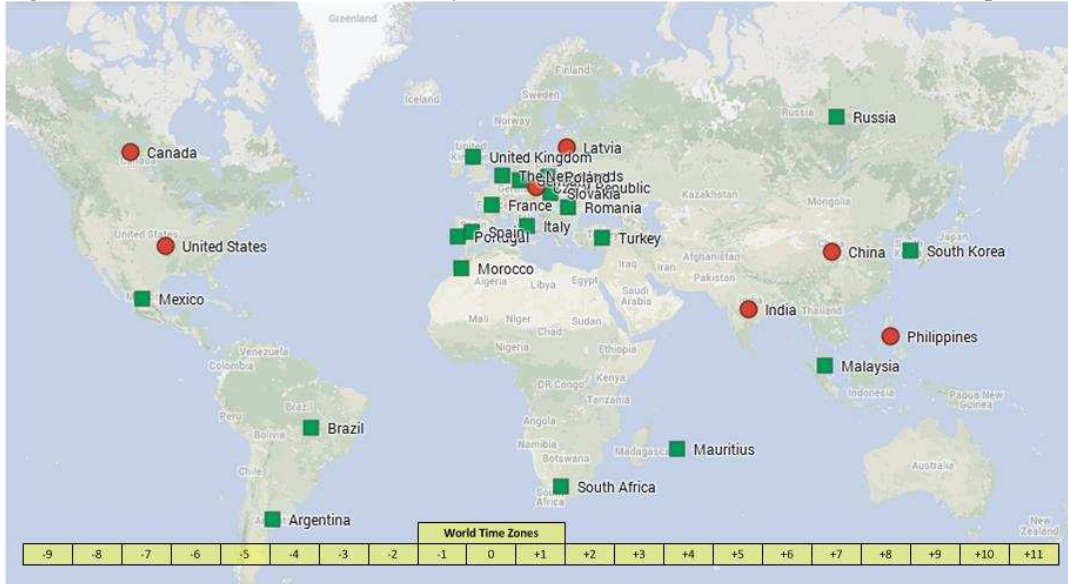 Greenland
Iceland
Finland
Sweden
Norway
Russia
Russia
Canada
Latvia
United Kingdom
Poland
Republic
Slovakia
Kazakhstan
Mongolia
France
Romania
United States
Italy
Spain
Portugal
Turkey
China
South Korea
Japan
Afghanistan
Iraq
Iran
Pakistan
Morocco
Algeria
Libya
Egypt
Saudi
Arabia
Mexico
India
Thailand
Mali
Niger
Chad
Sudan
Philippines
Nigeria
Ethiopia
Venezuela
Colombia
Malaysia
Kenya
DR Congo
Indonesia
Papua New
Guinea
Tanzania
Peru
Brazil
Brazil
Bolivia
Angola
Namibia
Madagascar
Mauritius
Botswana
Chile
Australia
South Africa
Argentina
New
Zealand
World Time Zones
-9 -8 -7 -6 -5 -4 -3 -2 -1 0 +1 +2 +3 +4 +5 +6 +7 +8 +9 +10 +11